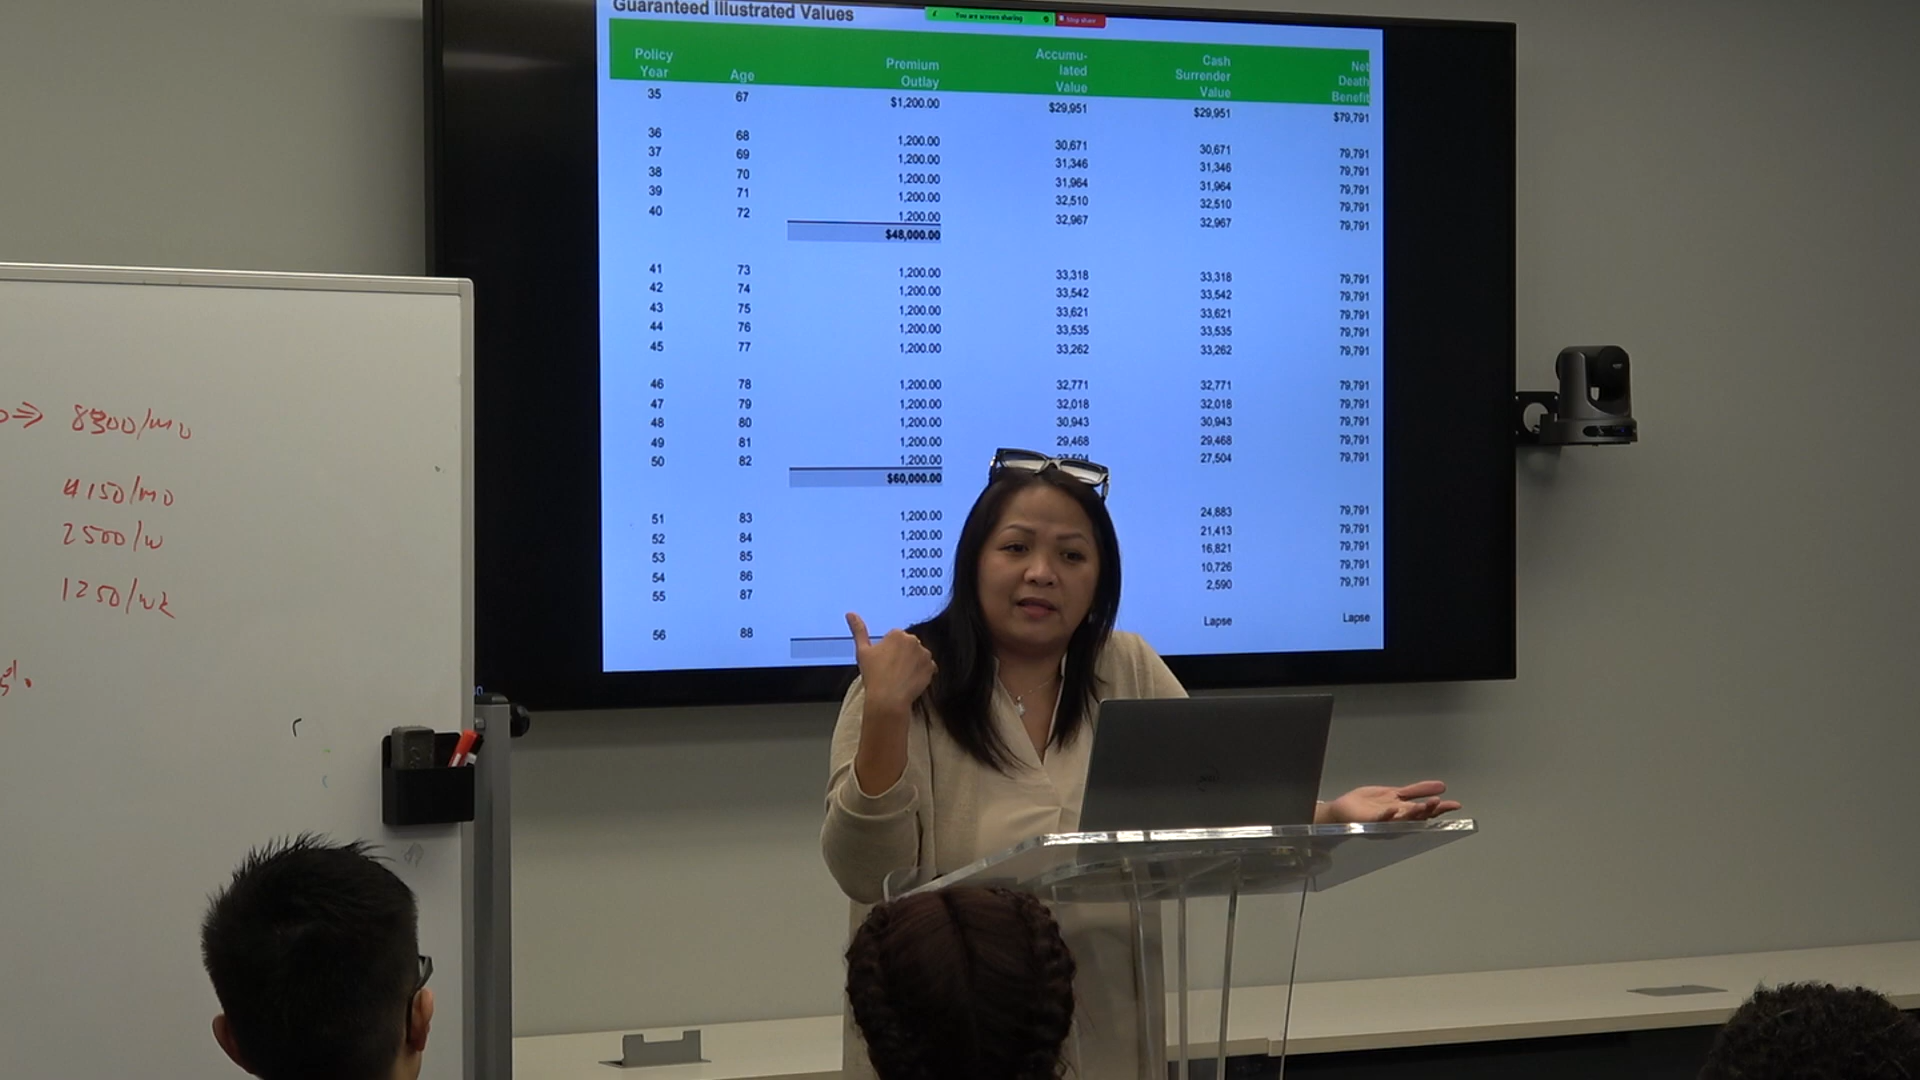 Guaranteed Illustrated Values
You are screen sharing Stop share
Policy Year Age Premium Outlay Accumu-lated Value Cash Surrender Value Net Death Benefit
35 67 $1,200.00 $29,951 $29,951 $79,791
36 68 1,200.00 30,671 30,671 79,791
37 69 1,200.00 31,346 31,346 79,791
38 70 1,200.00 31,964 31,964 79,791
39 71 1,200.00 32,510 32,510 79,791
40 72 1,200.00 32,967 32,967 79,791
$48,000.00
41 73 1,200.00 33,318 33,318 79,791
42 74 1,200.00 33,542 33,542 79,791
43 75 1,200.00 33,621 33,621 79,791
44 76 1,200.00 33,535 33,535 79,791
45 77 1,200.00 33,262 33,262 79,791
46 78 1,200.00 32,771 32,771 79,791
47 79 1,200.00 32,018 32,018 79,791
48 80 1,200.00 30,943 30,943 79,791
49 81 1,200.00 29,468 29,468 79,791
50 82 1,200.00 27,504 27,504 79,791
$60,000.00
51 83 1,200.00 24,883 79,791
52 84 1,200.00 21,413 79,791
53 85 1,200.00 16,821 79,791
54 86 1,200.00 10,726 79,791
55 87 1,200.00 2,590 79,791
56 88 Lapse Lapse
⇒ 8300/mo
4150/mo
2500/w
1250/wk
DELL